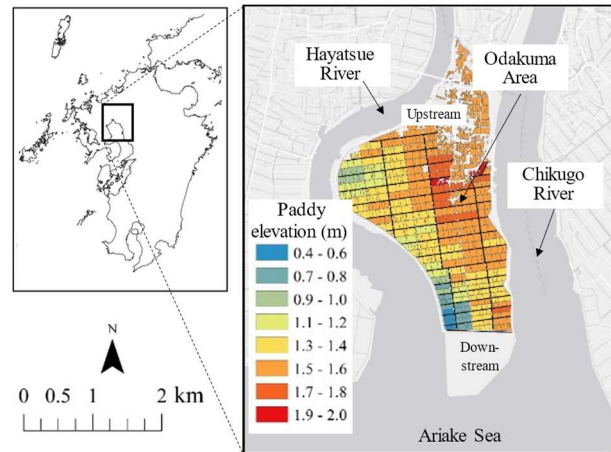 Hayatsue
River
Odakuma
Area
Upstream
Chikugo
River
Paddy
elevation (m)
0.4 - 0.6
0.7 - 0.8
0.9 - 1.0
1.1 - 1.2
1.3 - 1.4
1.5 - 1.6
1.7 - 1.8
1.9 - 2.0
Down-
stream
Ariake Sea
N
0 0.5 1 2 km